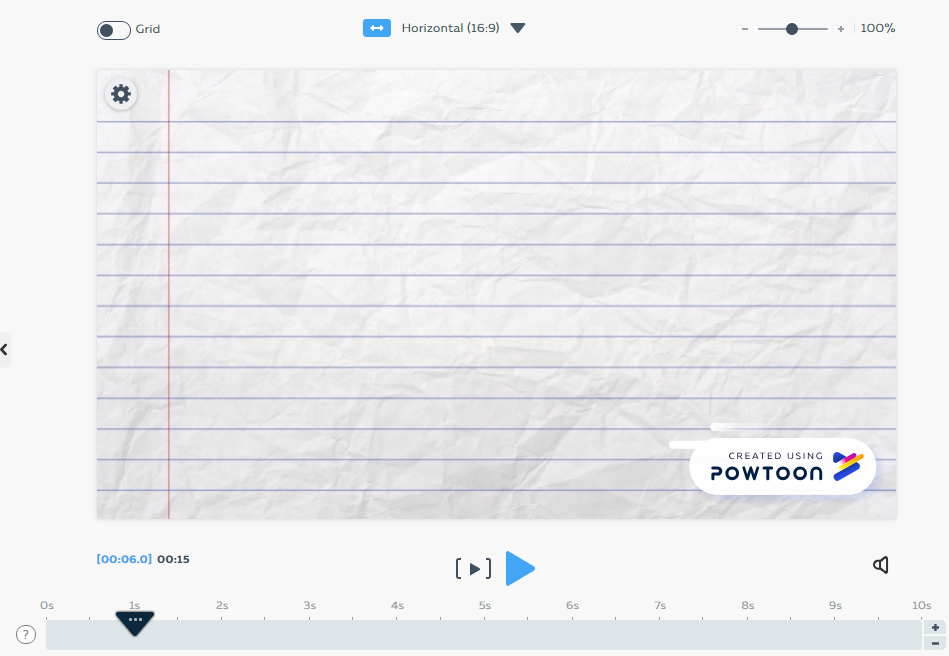 Grid
Horizontal (16:9)
- + 100%
CREATED USING
POWTOON
[00:06.0] 00:15
0s 1s 2s 3s 4s 5s 6s 7s 8s 9s 10s
?
+
-